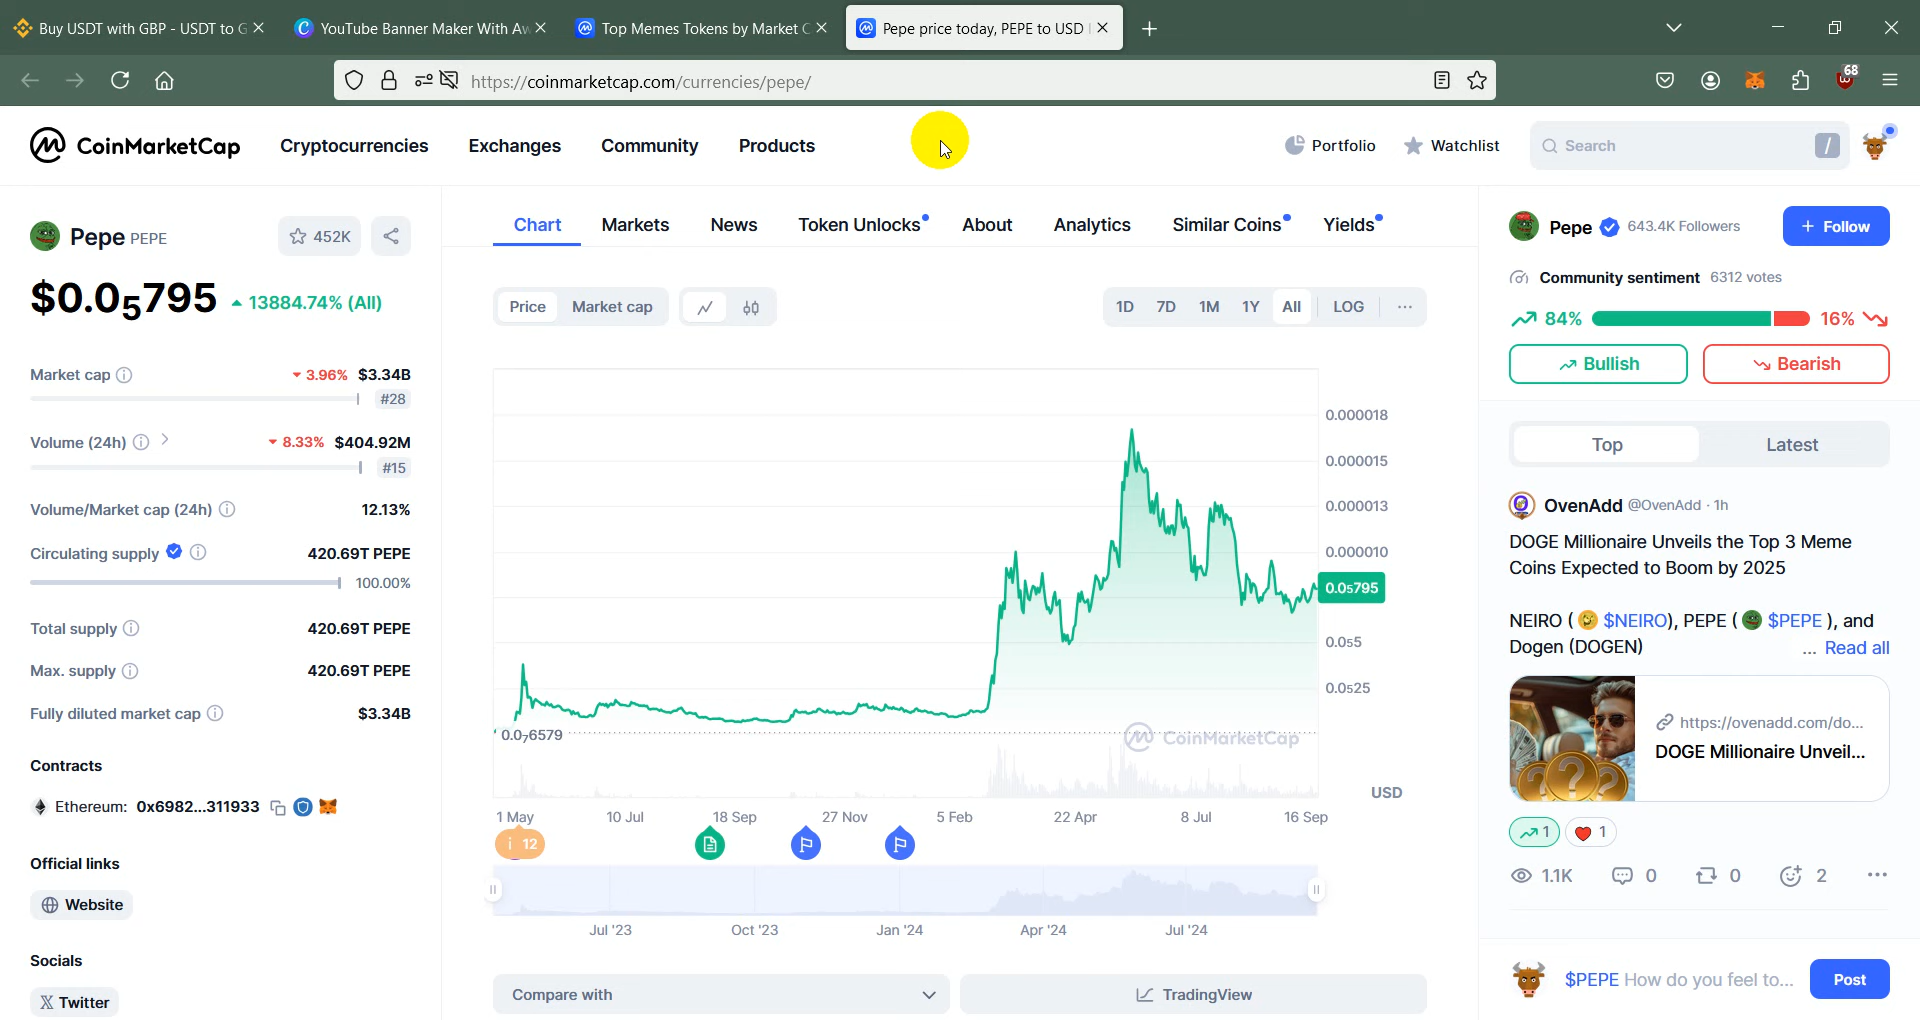 Buy USDT with GBP - USDT to G
YouTube Banner Maker With Aw
Top Memes Tokens by Market C
Pepe price today, PEPE to USD
https://coinmarketcap.com/currencies/pepe/
68
CoinMarketCap
Cryptocurrencies
Exchanges
Community
Products
Portfolio
Watchlist
Search
/
Pepe PEPE
452K
$0.0₅795
13884.74% (All)
Market cap
3.96% $3.34B
#28
Volume (24h)
8.33% $404.92M
#15
Volume/Market cap (24h)
12.13%
Circulating supply
420.69T PEPE
100.00%
Total supply
420.69T PEPE
Max. supply
420.69T PEPE
Fully diluted market cap
$3.34B
Contracts
Ethereum: 0x6982...311933
Official links
Website
Socials
Twitter
Chart
Markets
News
Token Unlocks
About
Analytics
Similar Coins
Yields
Price
Market cap
1D
7D
1M
1Y
All
LOG
0.000018
0.000015
0.000013
0.000010
0.0₅795
0.0₅5
0.0₅25
0.0₇6579
CoinMarketCap
USD
1 May
10 Jul
18 Sep
27 Nov
5 Feb
22 Apr
8 Jul
16 Sep
12
Jul '23
Oct '23
Jan '24
Apr '24
Jul '24
Compare with
TradingView
Pepe
643.4K Followers
+ Follow
Community sentiment 6312 votes
84%
16%
Bullish
Bearish
Top
Latest
OvenAdd @OvenAdd · 1h
DOGE Millionaire Unveils the Top 3 Meme
Coins Expected to Boom by 2025
NEIRO ( $NEIRO), PEPE ( $PEPE ), and
Dogen (DOGEN)
... Read all
https://ovenadd.com/do...
DOGE Millionaire Unveil...
1
1
1.1K
0
0
2
$PEPE How do you feel to...
Post